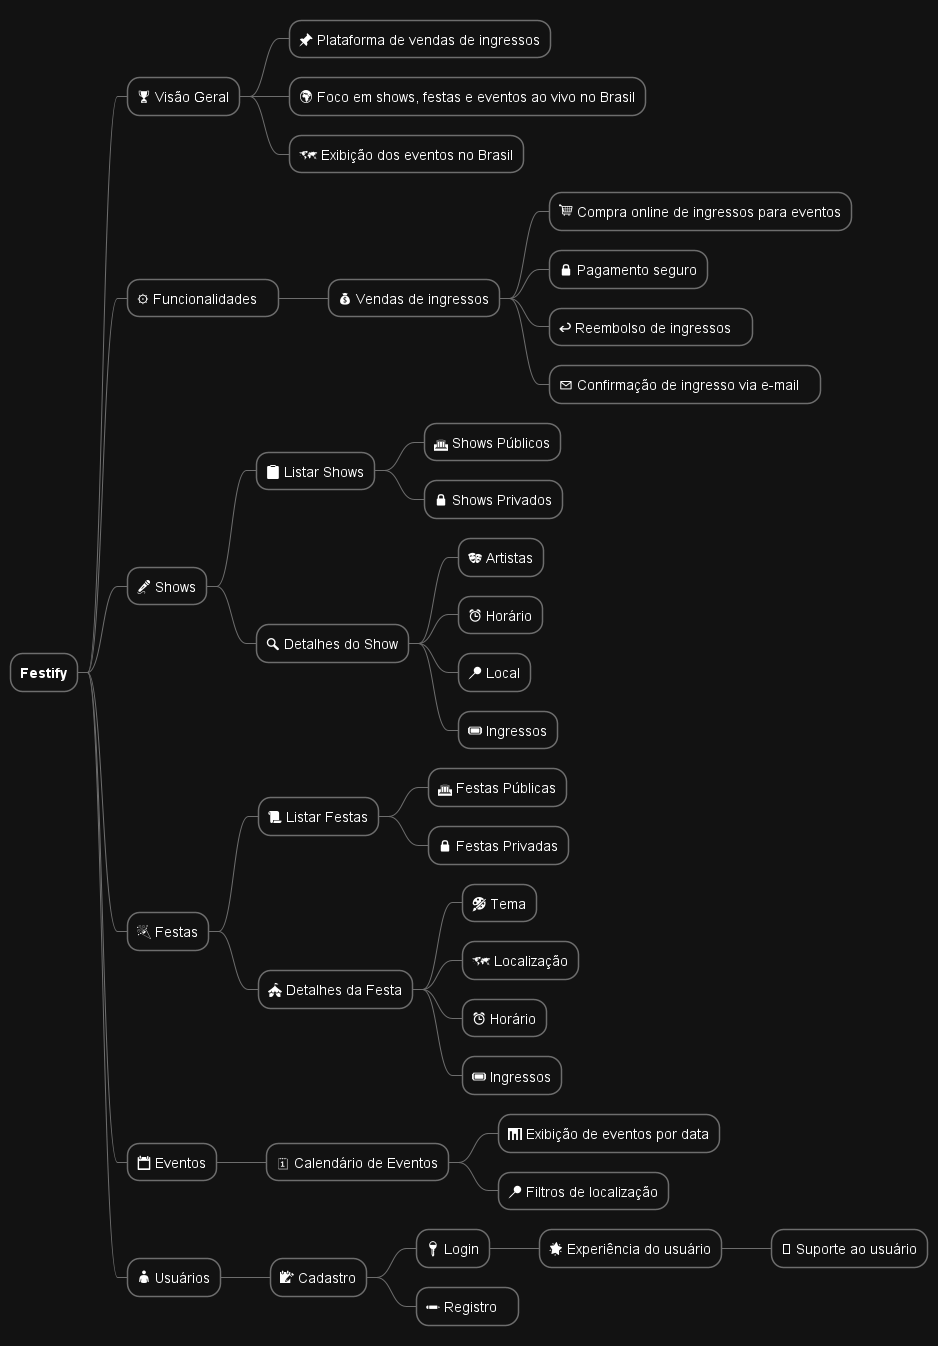 Plataforma de vendas de ingressos
Visão Geral
Foco em shows, festas e eventos ao vivo no Brasil
Exibição dos eventos no Brasil
Compra online de ingressos para eventos
Pagamento seguro
Funcionalidades
Vendas de ingressos
Reembolso de ingressos
Confirmação de ingresso via e-mail
Shows Públicos
Listar Shows
Shows Privados
Artistas
Shows
Horário
Detalhes do Show
Festify
Local
Ingressos
Festas Públicas
Listar Festas
Festas Privadas
Tema
Festas
Localização
Detalhes da Festa
Horário
Ingressos
Exibição de eventos por data
Eventos
Calendário de Eventos
Filtros de localização
Login
Experiência do usuário
Suporte ao usuário
Usuários
Cadastro
Registro